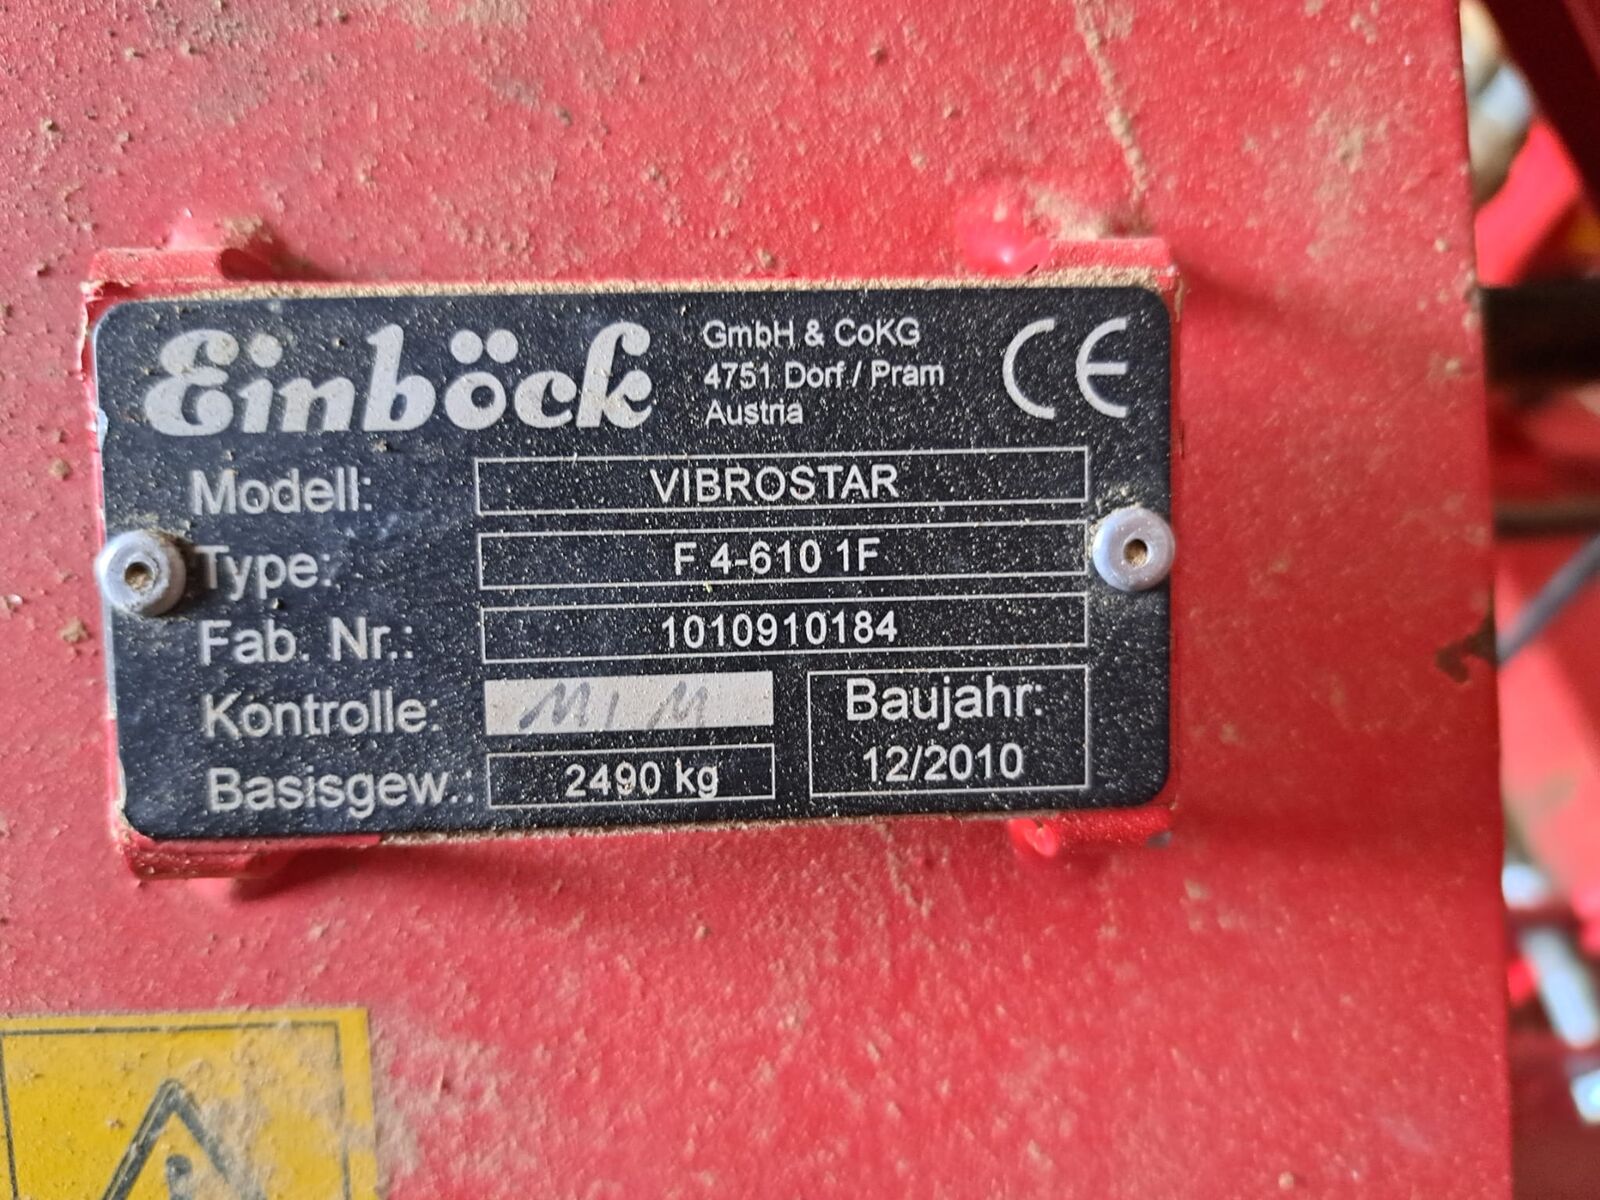 Einböck
GmbH & CoKG
4751 Dorf / Pram
Austria
CE
Modell: VIBROSTAR
Type: F 4-610 1F
Fab. Nr.: 1010910184
Kontrolle:
Baujahr:
Basisgew.: 2490 kg
12/2010